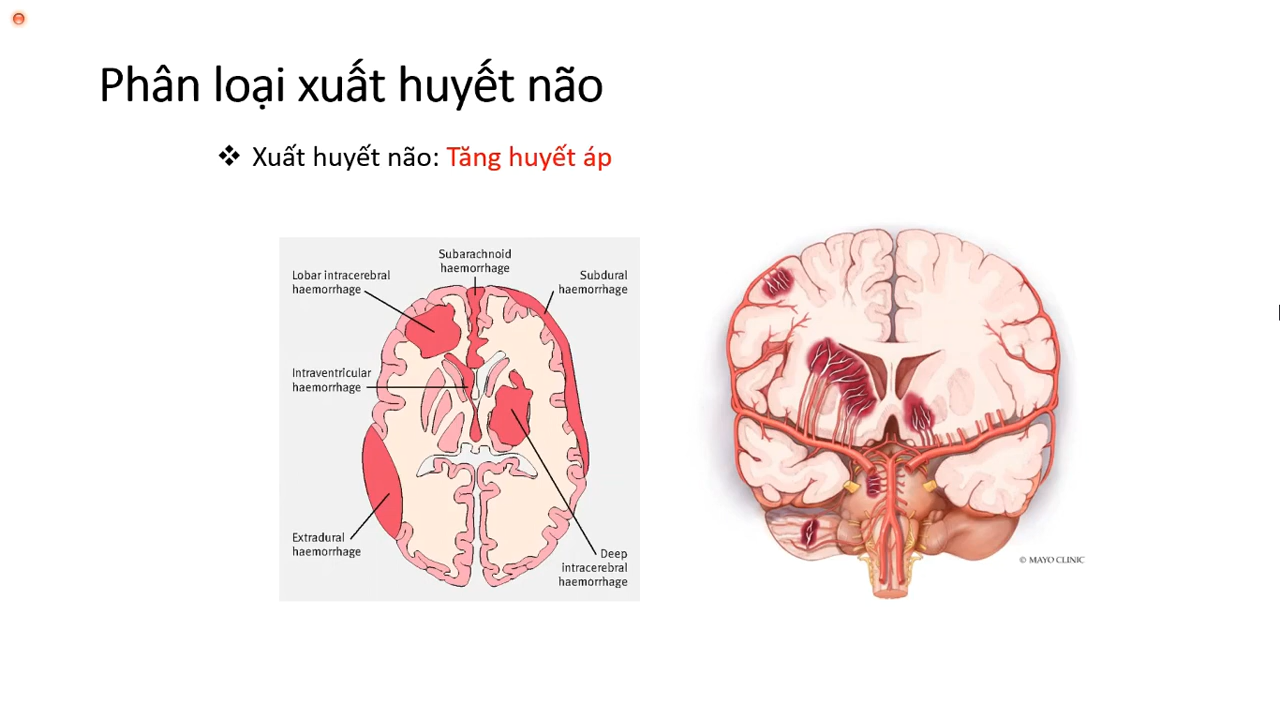 Phân loại xuất huyết não
❖ Xuất huyết não: Tăng huyết áp
Subarachnoid
haemorrhage
Lobar intracerebral
haemorrhage
Subdural
haemorrhage
Intraventricular
haemorrhage
Extradural
haemorrhage
Deep
intracerebral
haemorrhage
© MAYO CLINIC